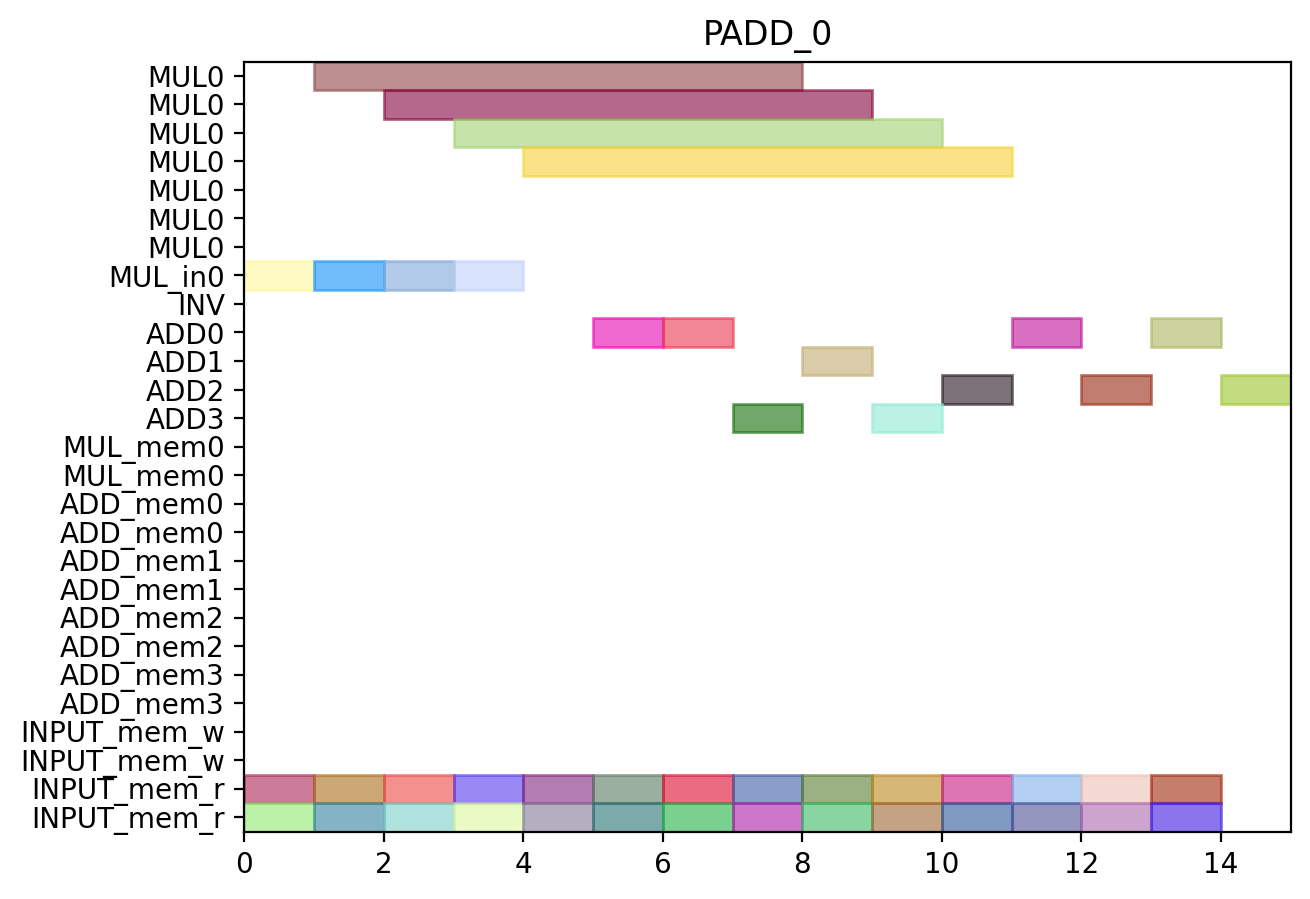 PADD_0
MUL0
MUL0
MUL0
MUL0
MUL0
MUL0
MUL0
MUL_in0
INV
ADD0
ADD1
ADD2
ADD3
MUL_mem0
MUL_mem0
ADD_mem0
ADD_mem0
ADD_mem1
ADD_mem1
ADD_mem2
ADD_mem2
ADD_mem3
ADD_mem3
INPUT_mem_w
INPUT_mem_w
INPUT_mem_r
INPUT_mem_r
0 2 4 6 8 10 12 14